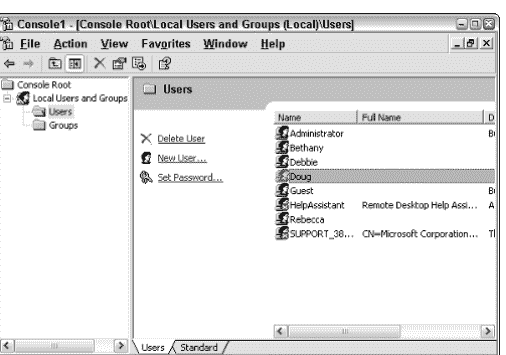 Console1 - [Console Root\Local Users and Groups (Local)\Users]
File Action View Favorites Window Help
Console Root
Local Users and Groups
Users
Groups
Users
Delete User
New User...
Set Password...
Name Full Name D
Administrator
Bethany
Debbie
Doug
Guest
HelpAssistant Remote Desktop Help Assi... A
Rebecca
SUPPORT_38... CN=Microsoft Corporation...
Users Standard